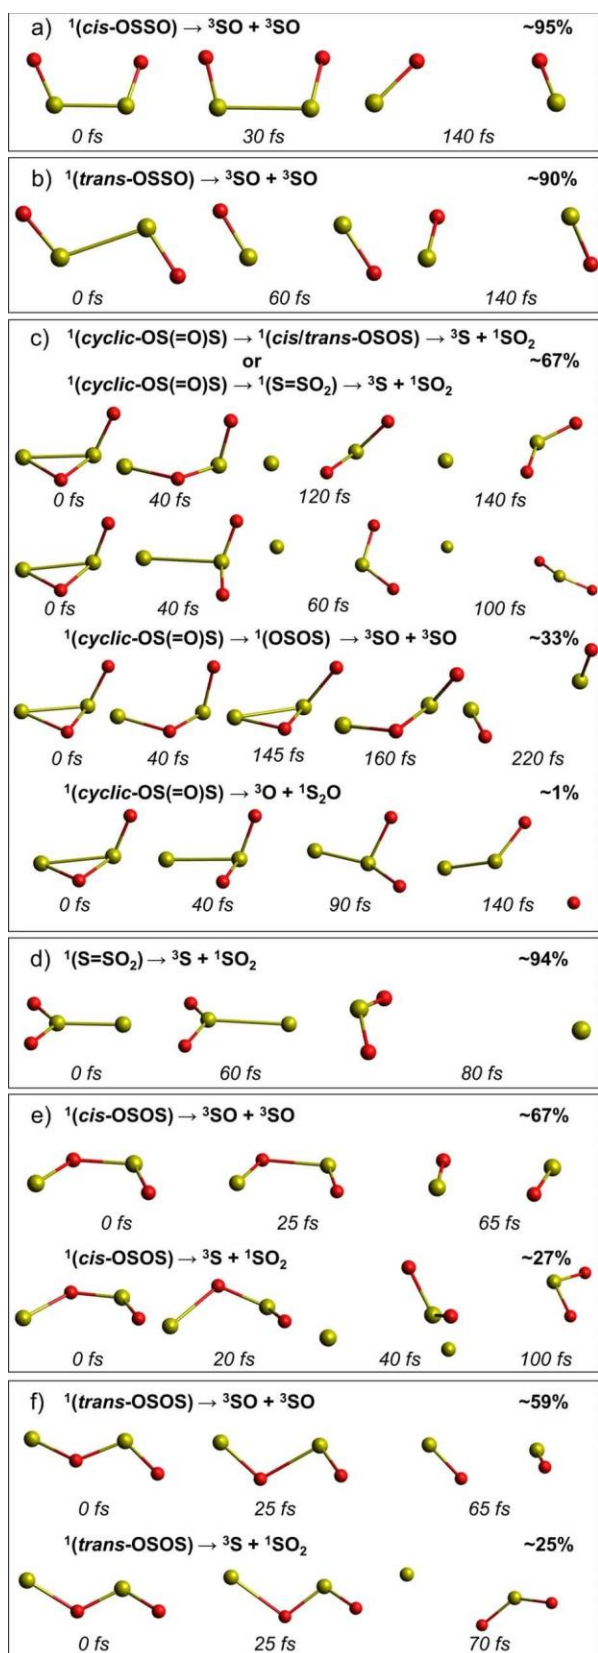 a) ¹(cis-OSSO) → ³SO + ³SO ~95%
0 fs 30 fs 140 fs
b) ¹(trans-OSSO) → ³SO + ³SO ~90%
0 fs 60 fs 140 fs
c) ¹(cyclic-OS(=O)S) → ¹(cis/trans-OSOS) → ³S + ¹SO₂
or ~67%
¹(cyclic-OS(=O)S) → ¹(S=SO₂) → ³S + ¹SO₂
0 fs 40 fs 120 fs 140 fs
0 fs 40 fs 60 fs 100 fs
¹(cyclic-OS(=O)S) → ¹(OSOS) → ³SO + ³SO ~33%
0 fs 40 fs 145 fs 160 fs 220 fs
¹(cyclic-OS(=O)S) → ³O + ¹S₂O ~1%
0 fs 40 fs 90 fs 140 fs
d) ¹(S=SO₂) → ³S + ¹SO₂ ~94%
0 fs 60 fs 80 fs
e) ¹(cis-OSOS) → ³SO + ³SO ~67%
0 fs 25 fs 65 fs
¹(cis-OSOS) → ³S + ¹SO₂ ~27%
0 fs 20 fs 40 fs 100 fs
f) ¹(trans-OSOS) → ³SO + ³SO ~59%
0 fs 25 fs 65 fs
¹(trans-OSOS) → ³S + ¹SO₂ ~25%
0 fs 25 fs 70 fs